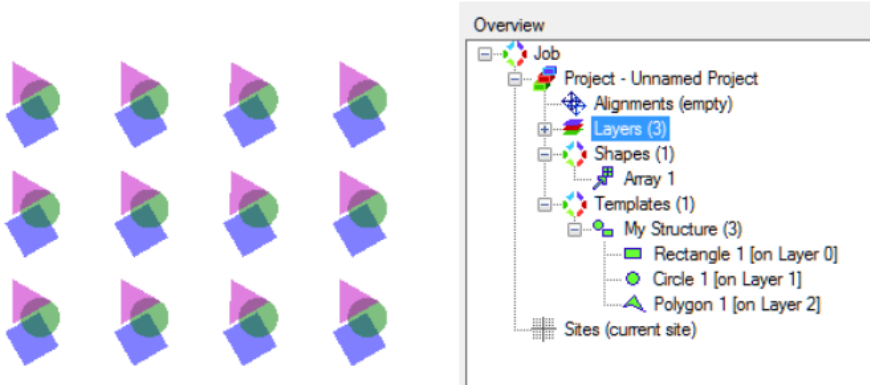 Overview
Job
Project - Unnamed Project
Alignments (empty)
Layers (3)
Shapes (1)
Array 1
Templates (1)
My Structure (3)
Rectangle 1 [on Layer 0]
Circle 1 [on Layer 1]
Polygon 1 [on Layer 2]
Sites (current site)